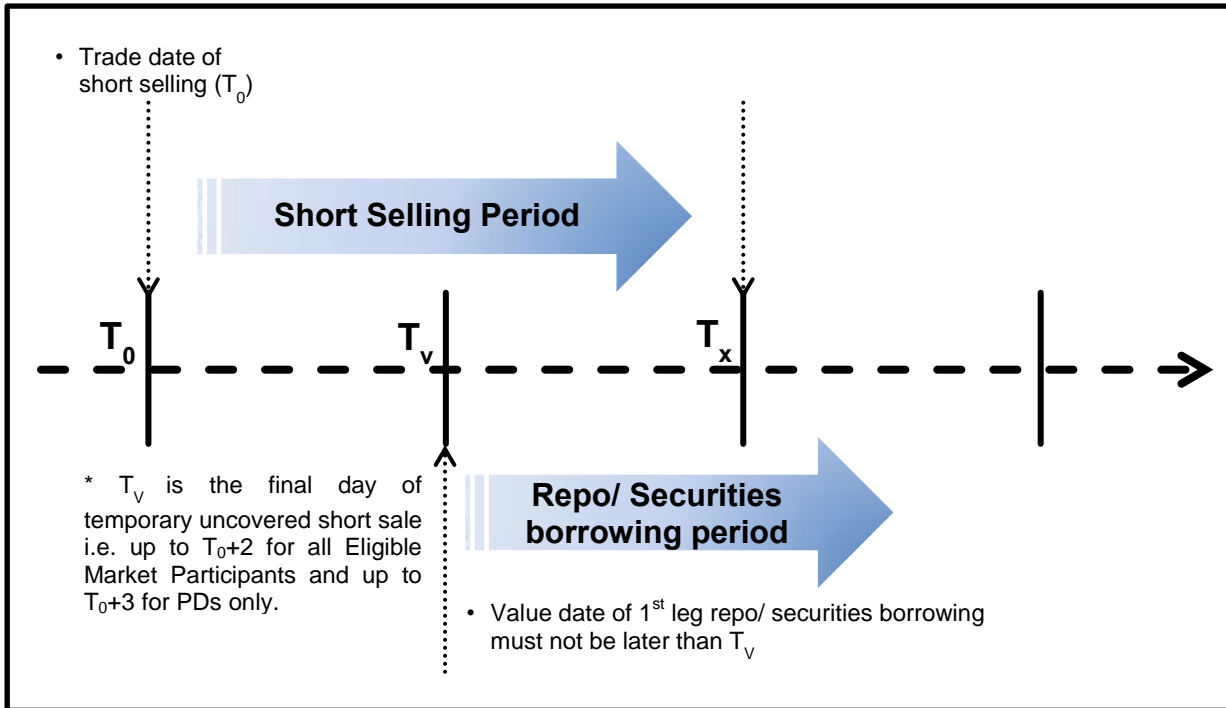 • Trade date of
short selling (T₀)
Short Selling Period
T₀
Tᵥ
Tₓ
* Tᵥ is the final day of
temporary uncovered short sale
i.e. up to T₀+2 for all Eligible
Market Participants and up to
T₀+3 for PDs only.
Repo/ Securities
borrowing period
• Value date of 1ˢᵗ leg repo/ securities borrowing
must not be later than Tᵥ